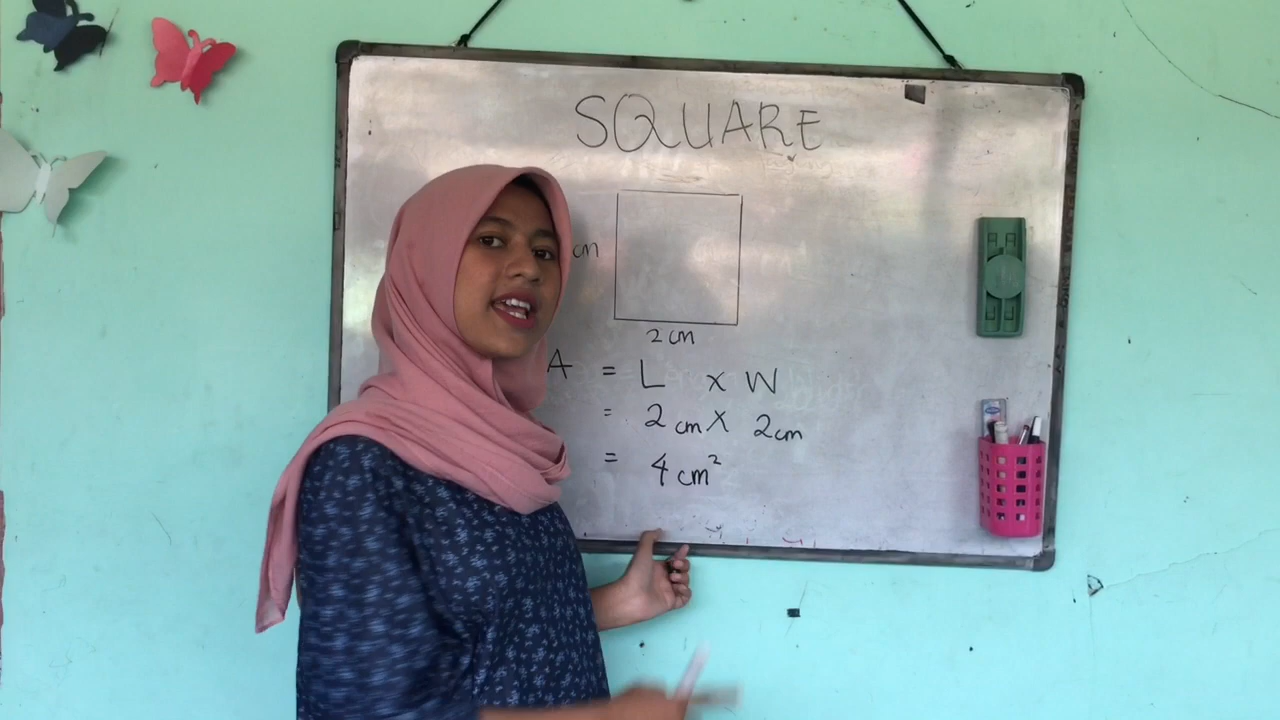 SQUARE
cm
2 cm
A = L x W
= 2 cm X 2 cm
= 4 cm²